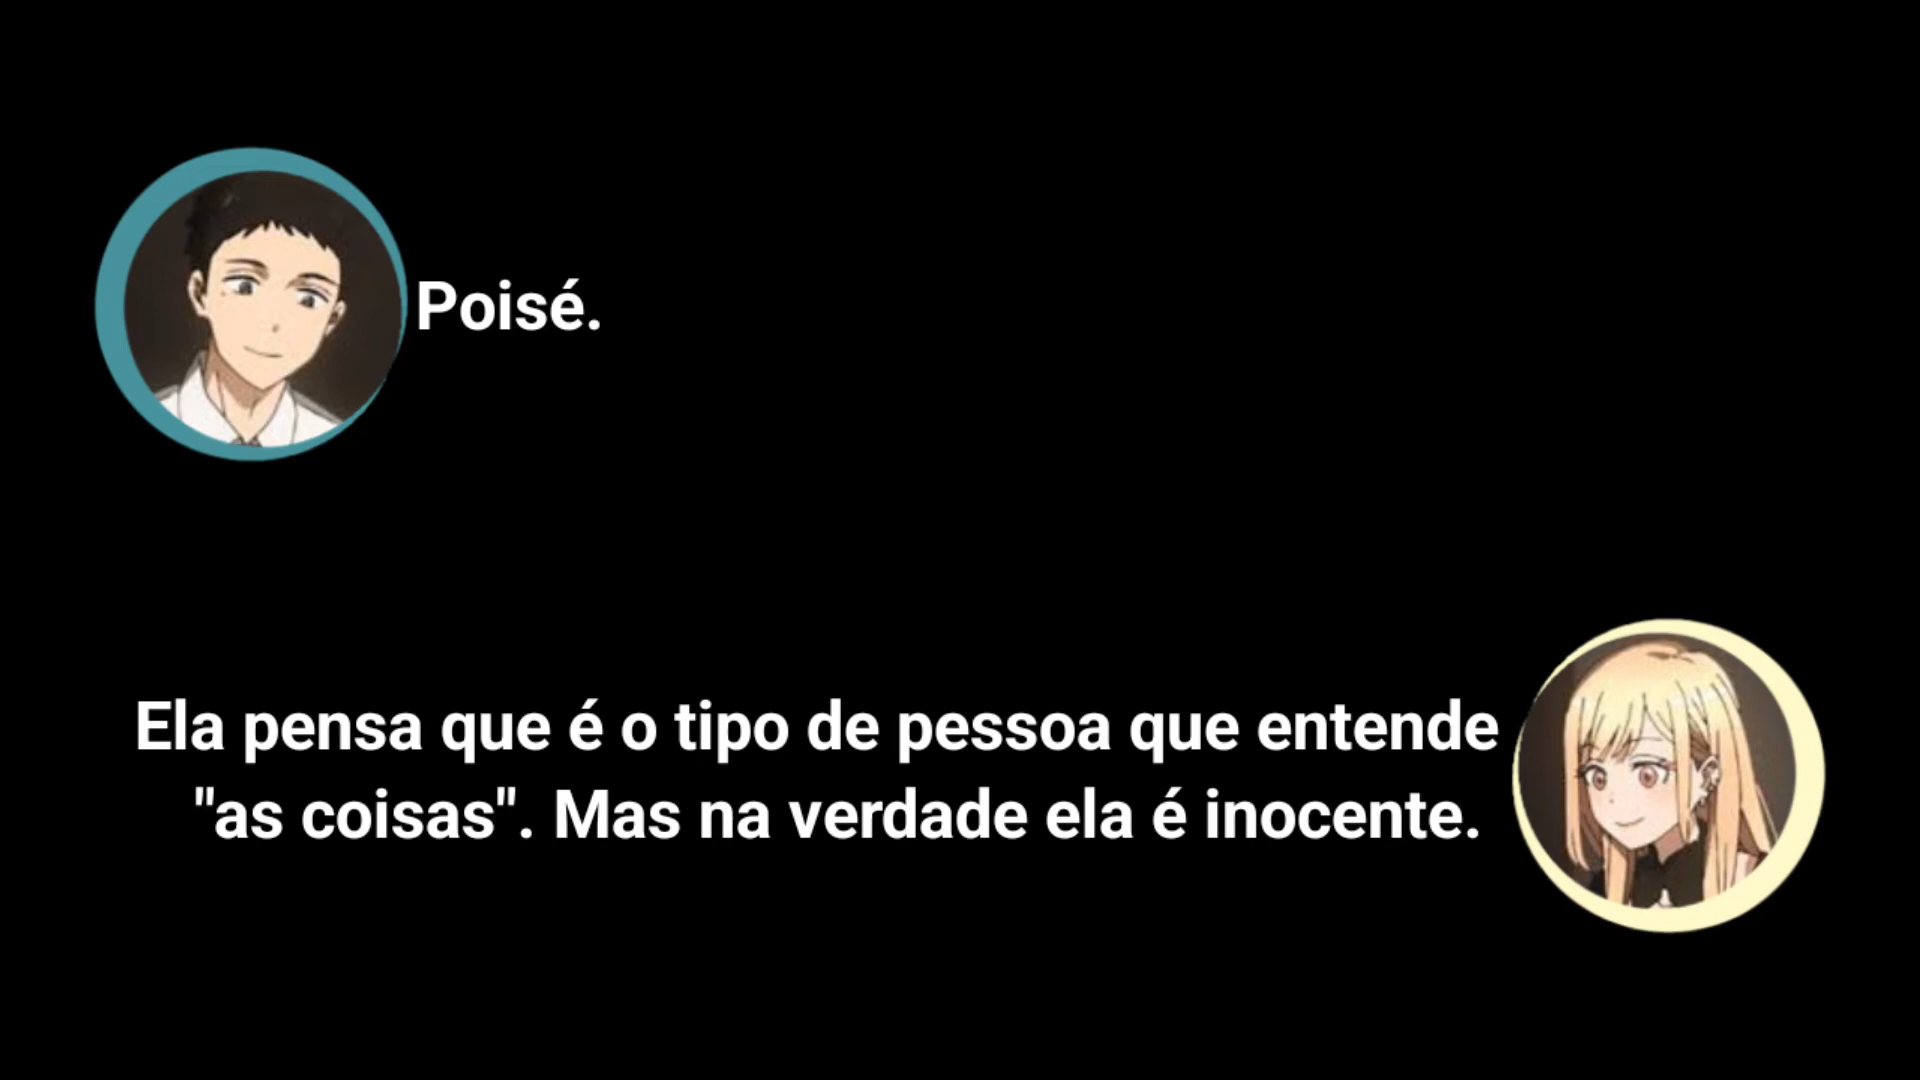 Poisé.
Ela pensa que é o tipo de pessoa que entende
"as coisas". Mas na verdade ela é inocente.